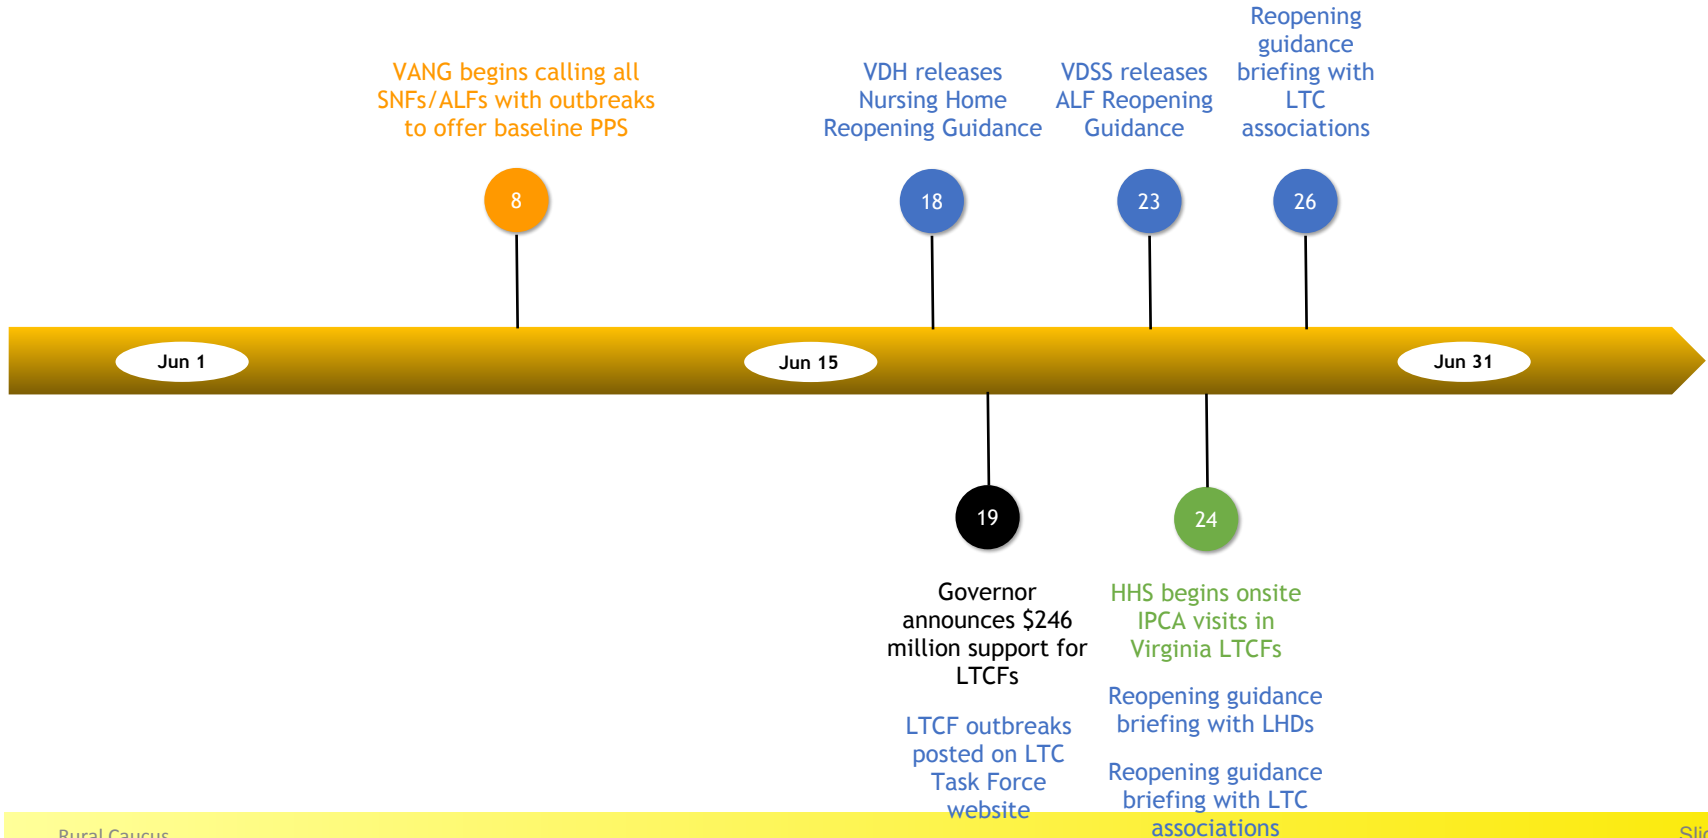 VANG begins calling all
SNFs/ALFs with outbreaks
to offer baseline PPS
VDH releases
Nursing Home
Reopening Guidance
VDSS releases
ALF Reopening
Guidance
Reopening
guidance
briefing with
LTC
associations
8
18
23
26
Jun 1
Jun 15
Jun 31
19
24
Governor
announces $246
million support for
LTCFs
LTCF outbreaks
posted on LTC
Task Force
website
HHS begins onsite
IPCA visits in
Virginia LTCFs
Reopening guidance
briefing with LHDs
Reopening guidance
briefing with LTC
associations
Rural Caucus